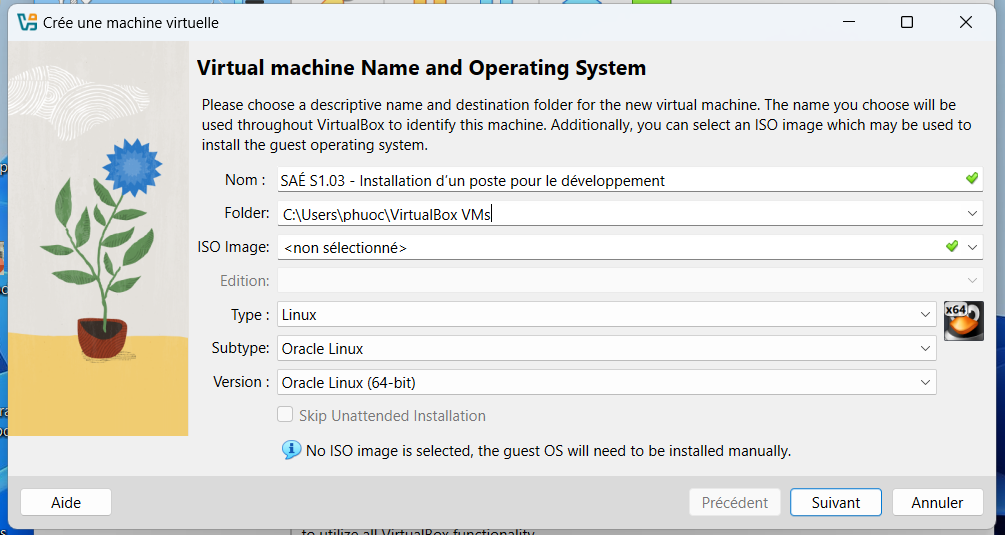 Crée une machine virtuelle
Virtual machine Name and Operating System
Please choose a descriptive name and destination folder for the new virtual machine. The name you choose will be
used throughout VirtualBox to identify this machine. Additionally, you can select an ISO image which may be used to
install the guest operating system.
Nom : SAÉ S1.03 - Installation d'un poste pour le développement
Folder: C:\Users\phuoc\VirtualBox VMs
ISO Image: <non sélectionné>
Edition:
Type : Linux
x64
Subtype: Oracle Linux
Version : Oracle Linux (64-bit)
Skip Unattended Installation
No ISO image is selected, the guest OS will need to be installed manually.
Aide Précédent Suivant Annuler
to utilize all VirtualBox functionality